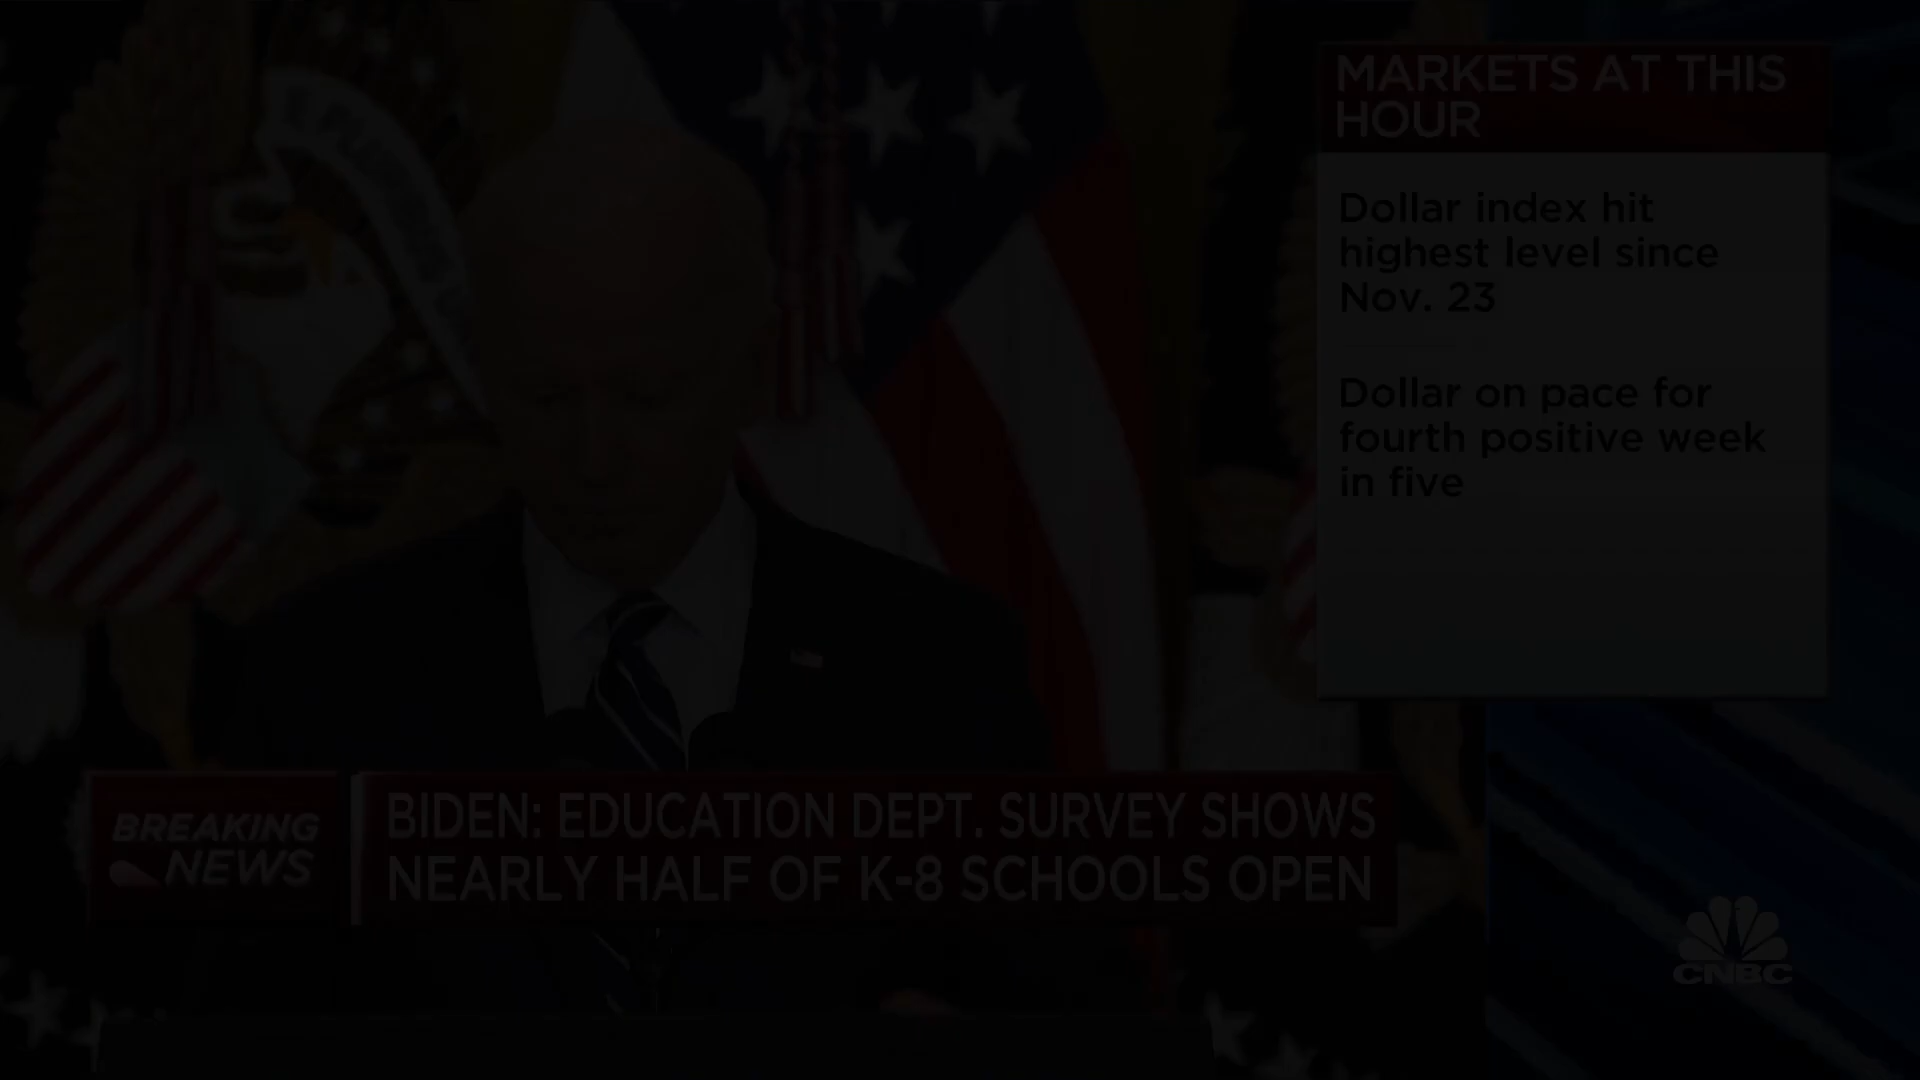 MARKETS AT THIS
HOUR
Dollar index hit
highest level since
Nov. 23
Dollar on pace for
fourth positive week
in five
BREAKING
NEWS
BIDEN: EDUCATION DEPT. SURVEY SHOWS
NEARLY HALF OF K-8 SCHOOLS OPEN
CNBC